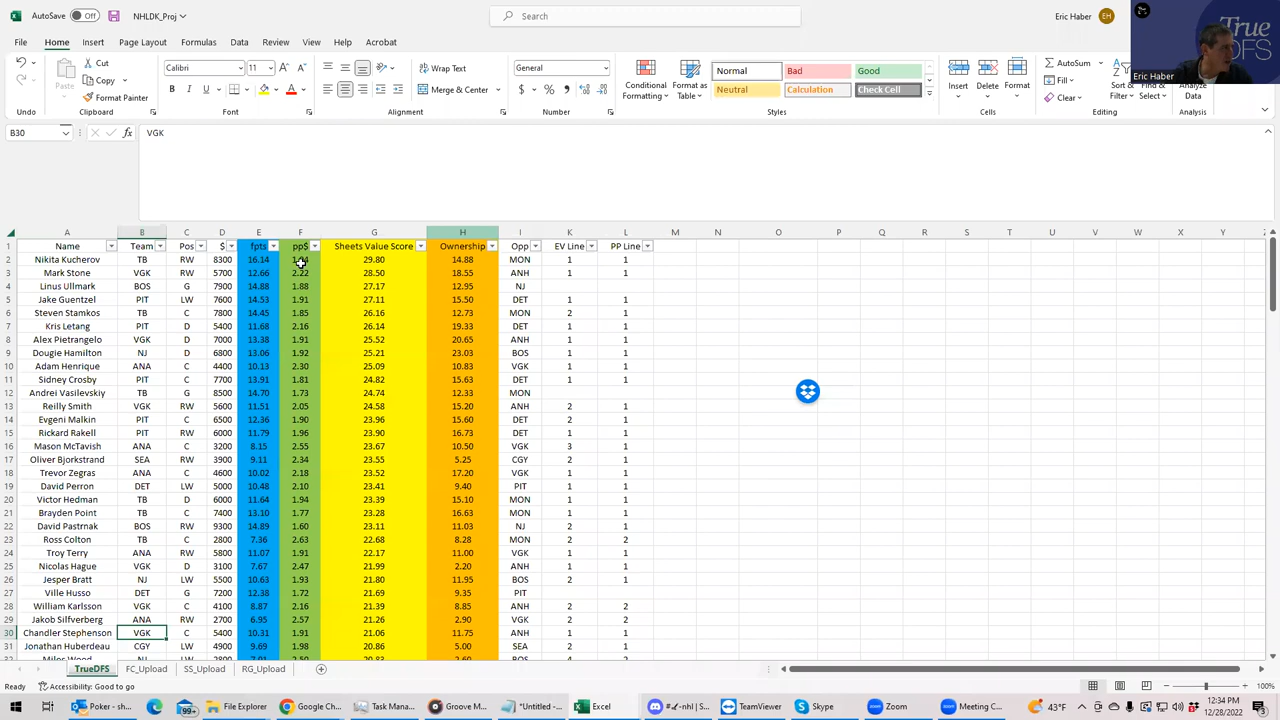 AutoSave Off NHLDK_Proj Search Eric Haber EH
True
DFS
Eric Haber
File Home Insert Page Layout Formulas Data Review View Help Acrobat
Cut Calibri 11 Wrap Text General Normal Bad Good AutoSum
Paste Copy Conditional Formatting Format as Table Insert Delete Format Fill Sort & Filter Find & Select Analyze Data
Format Painter B I U Merge & Center $ % Neutral Calculation Check Cell Clear
Undo Clipboard Font Alignment Number Styles Cells Editing Analysis
B30 fx VGK
A B C D E F G H I J K L M N O P Q R S T U V W X Y
1 Name Team Pos $ fpts pp$ Sheets Value Score Ownership Opp EV Line PP Line
2 Nikita Kucherov TB RW 8300 16.14 29.80 14.88 MON 1 1
3 Mark Stone VGK RW 5700 12.66 2.22 28.50 18.55 ANH 1 1
4 Linus Ullmark BOS G 7900 14.88 1.88 27.17 12.95 NJ
5 Jake Guentzel PIT LW 7600 14.53 1.91 27.11 15.50 DET 1 1
6 Steven Stamkos TB C 7800 14.45 1.85 26.16 12.73 MON 2 1
7 Kris Letang PIT D 5400 11.68 2.16 26.14 19.33 DET 1 1
8 Alex Pietrangelo VGK D 7000 13.38 1.91 25.52 20.65 ANH 1 1
9 Dougie Hamilton NJ D 6800 13.06 1.92 25.21 23.03 BOS 1 1
10 Adam Henrique ANA C 4400 10.13 2.30 25.09 10.83 VGK 1 1
11 Sidney Crosby PIT C 7700 13.91 1.81 24.82 15.63 DET 1 1
12 Andrei Vasilevskiy TB G 8500 14.70 1.73 24.74 12.33 MON
13 Reilly Smith VGK RW 5600 11.51 2.05 24.58 15.20 ANH 2 1
14 Evgeni Malkin PIT C 6500 12.36 1.90 23.96 15.60 DET 2 1
15 Rickard Rakell PIT RW 6000 11.79 1.96 23.90 16.73 DET 1 1
16 Mason McTavish ANA C 3200 8.15 2.55 23.67 10.50 VGK 3 1
17 Oliver Bjorkstrand SEA RW 3900 9.11 2.34 23.55 5.25 CGY 2 1
18 Trevor Zegras ANA C 4600 10.02 2.18 23.52 17.20 VGK 1 1
19 David Perron DET LW 5000 10.48 2.10 23.41 9.40 PIT 1 1
20 Victor Hedman TB D 6000 11.64 1.94 23.39 15.10 MON 1 1
21 Brayden Point TB C 7400 13.10 1.77 23.28 16.63 MON 1 1
22 David Pastrnak BOS RW 9300 14.89 1.60 23.11 11.03 NJ 2 1
23 Ross Colton TB C 2800 7.36 2.63 22.68 8.28 MON 2 2
24 Troy Terry ANA RW 5800 11.07 1.91 22.17 11.00 VGK 1 1
25 Nicolas Hague VGK D 3100 7.67 2.47 21.99 2.20 ANH 1 1
26 Jesper Bratt NJ LW 5500 10.63 1.93 21.80 11.95 BOS 2 1
27 Ville Husso DET G 7200 12.38 1.72 21.69 9.35 PIT
28 William Karlsson VGK C 4100 8.87 2.16 21.39 8.85 ANH 2 2
29 Jakob Silfverberg ANA RW 2700 6.95 2.57 21.26 2.90 VGK 2 2
30 Chandler Stephenson VGK C 5400 10.31 1.91 21.06 11.75 ANH 1 1
31 Jonathan Huberdeau CGY LW 4900 9.69 1.98 20.86 5.00 SEA 2 1
TrueDFS FC_Upload SS_Upload RG_Upload
Ready Accessibility: Good to go 100%
Poker - sh... 99+ File Explorer Google Ch... Task Mana... Groove M... *Untitled -... Excel #🏒-nhl | S... TeamViewer Skype Zoom Meeting C... 43°F 12:34 PM
12/28/2022